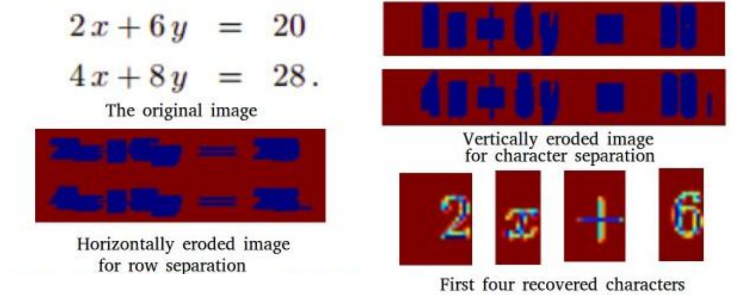 2x + 6y = 20
4x + 8y = 28.
The original image
Horizontally eroded image
for row separation
Vertically eroded image
for character separation
2 x + 6
First four recovered characters